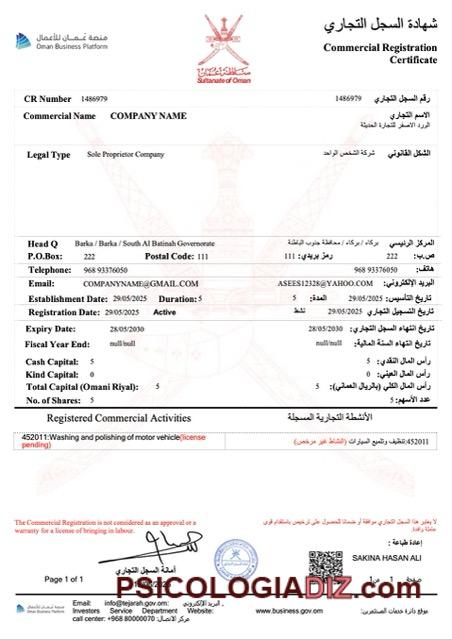 منصة عُمان للأعمال
Oman Business Platform
سلطنة عُمان
Sultanate of Oman
شهادة السجل التجاري
Commercial Registration
Certificate
CR Number 1486979
1486979 رقم السجل التجاري
Commercial Name COMPANY NAME
الاسم التجاري
الورد الاصفر للتجارة الحديثة
Legal Type Sole Proprietor Company
شركة الشخص الواحد الشكل القانوني
Head Q Barka / Barka / South Al Batinah Governorate
المركز الرئيسي بركاء / بركاء / محافظة جنوب الباطنة
P.O.Box: 222 Postal Code: 111
ص.ب: 222 رمز بريدي: 111
Telephone: 968 93376050
هاتف: 968 93376050
Email: COMPANYNAME@GMAIL.COM
البريد الإلكتروني: ASEES12328@YAHOO.COM
Establishment Date: 29/05/2025 Duration: 5
تاريخ التأسيس: 29/05/2025 المدة: 5
Registration Date: 29/05/2025 Active
تاريخ التسجيل التجاري 29/05/2025 نشط
Expiry Date: 28/05/2030
تاريخ انتهاء السجل التجاري: 28/05/2030
Fiscal Year End: null/null
تاريخ انتهاء السنة المالية: null/null
Cash Capital: 5
رأس المال النقدي: 5
Kind Capital: 0
رأس المال العيني: 0
Total Capital (Omani Riyal): 5
رأس المال الكلي (بالريال العماني): 5
No. of Shares: 5
عدد الأسهم: 5
Registered Commercial Activities
الأنشطة التجارية المسجلة
452011:Washing and polishing of motor vehicle(license
pending)
452011:تنظيف وتلميع السيارات (النشاط غير مرخص)
The Commercial Registration is not considered as an approval or a
warranty for a license of bringing in labour.
لا يعتبر هذا السجل التجاري موافقة أو ضمانا للحصول على ترخيص باستقدام قوى
عاملة وافدة.
إعادة طباعة :
SAKINA HASAN ALI
أمانة السجل التجاري
Page 1 of 1
PSICOLOGIADIZ.com
منصة عُمان للأعمال
Oman Business Platform
Email: info@tejarah.gov.om: البريد الإلكتروني
Investors Service Department Website:
call center: +968 80000070 مركز الاتصال:
www.business.gov.om
موقع دائرة خدمات المستثمرين: